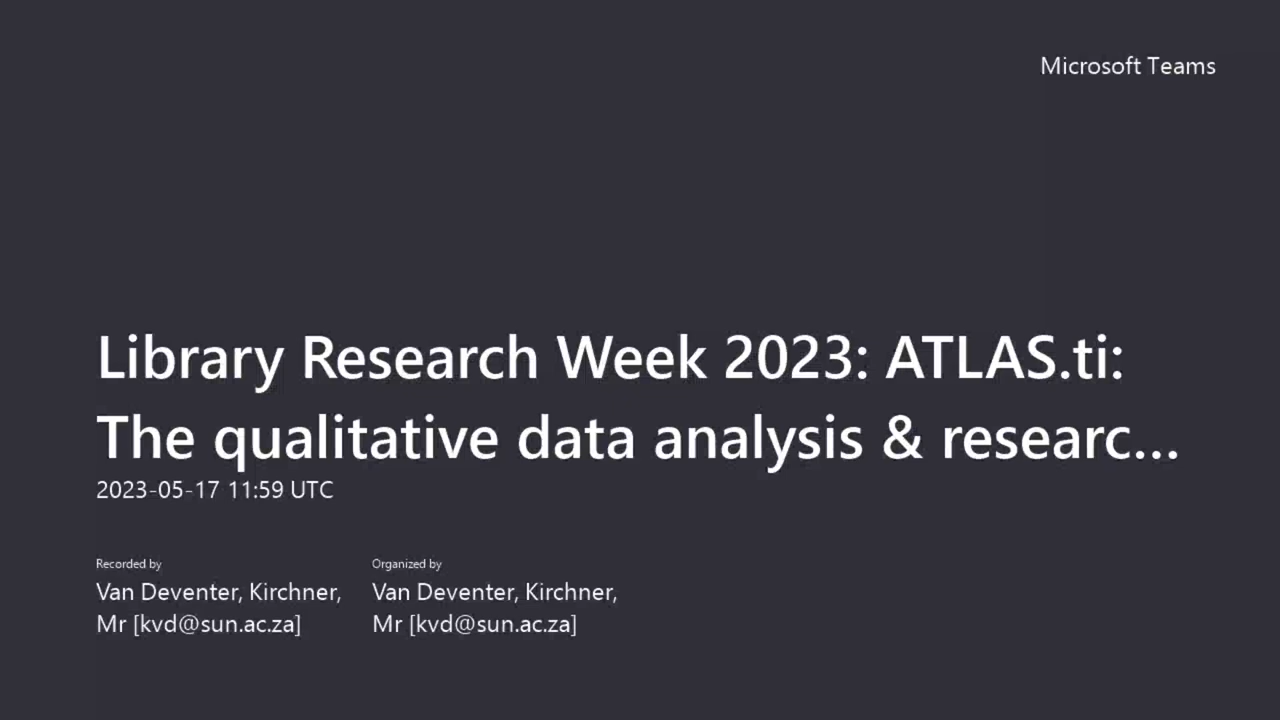 Microsoft Teams
Library Research Week 2023: ATLAS.ti:
The qualitative data analysis & researc...
2023-05-17 11:59 UTC
Recorded by
Van Deventer, Kirchner,
Mr [kvd@sun.ac.za]
Organized by
Van Deventer, Kirchner,
Mr [kvd@sun.ac.za]